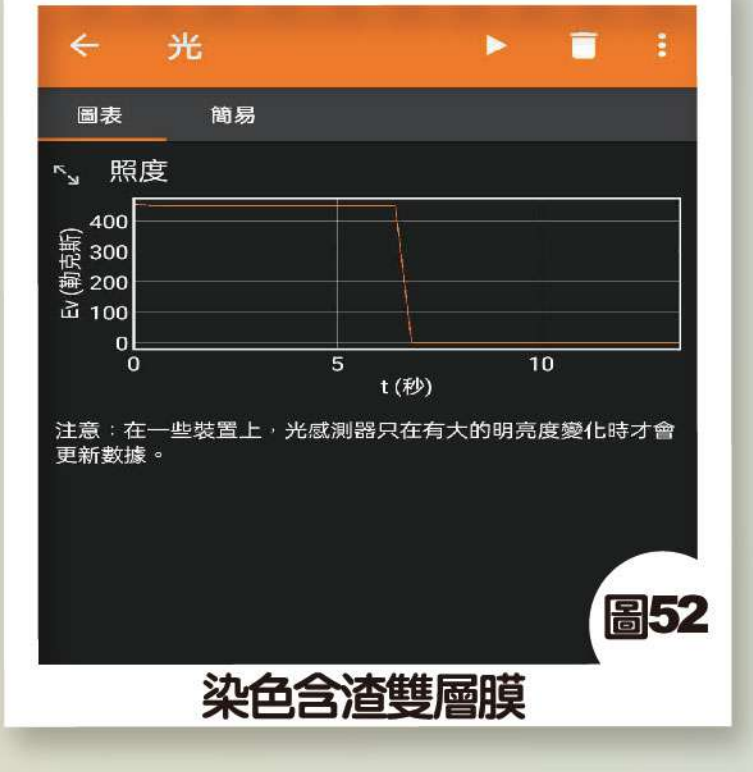 光
圖表 簡易
照度
400
300
200
100
0
Ev (勒克斯)
0 5 10
t (秒)
注意：在一些裝置上，光感測器只在有大的明亮度變化時才會
更新數據。
圖52
染色含渣雙層膜